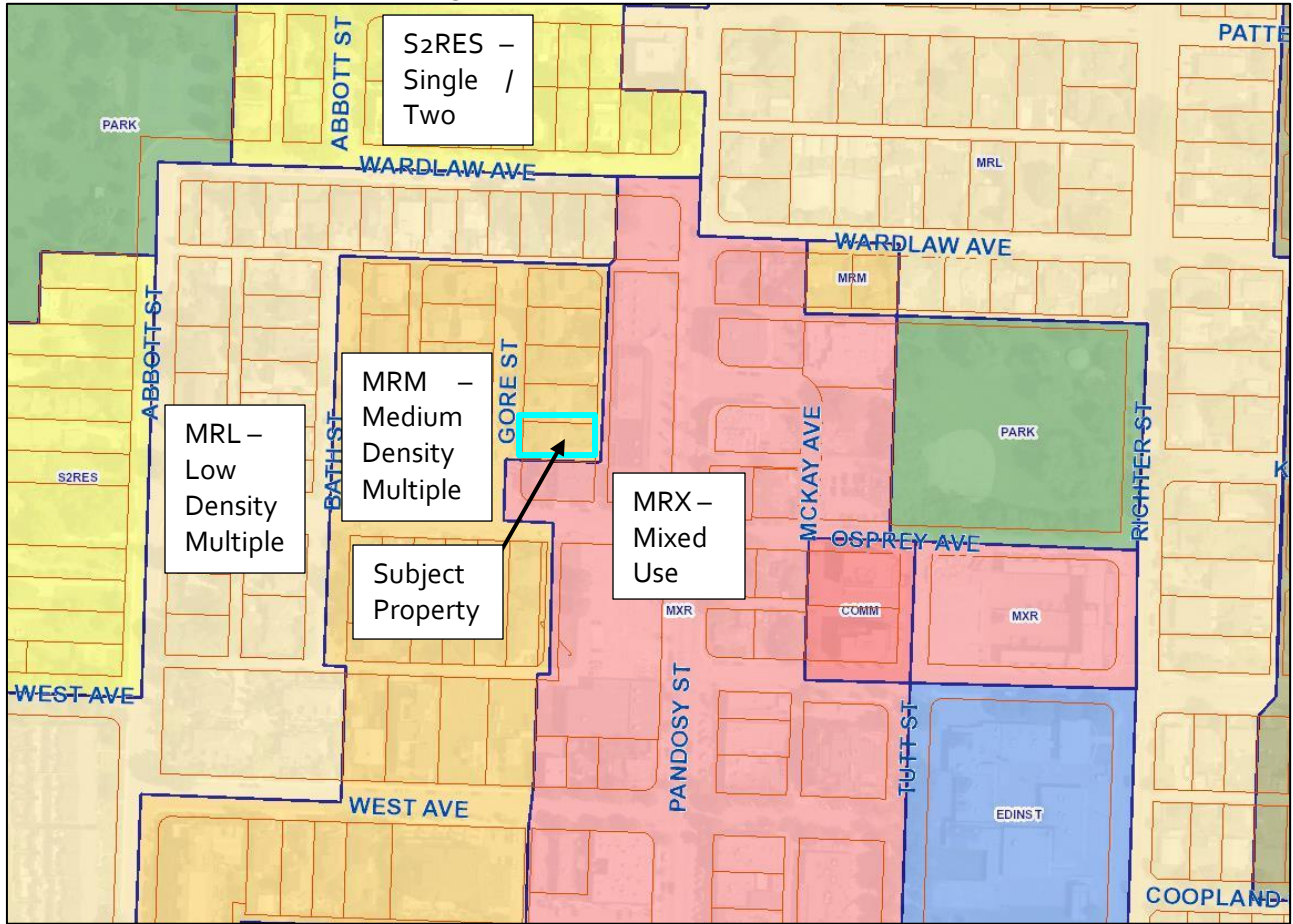 PATTE
S2RES –
Single /
Two
ABBOTT ST
PARK
WARDLAW AVE
MRL
WARDLAW AVE
MRM
ABBOTT ST
GORE ST
MRM –
Medium
Density
Multiple
MRL –
Low
Density
Multiple
BATH ST
S2RES
MCKAY AVE
PARK
RICHTER ST
K
MRX –
Mixed
Use
OSPREY AVE
Subject
Property
MXR
COMM
MXR
WEST AVE
PANDOSY ST
TUTT ST
WEST AVE
EDINST
COOPLAND